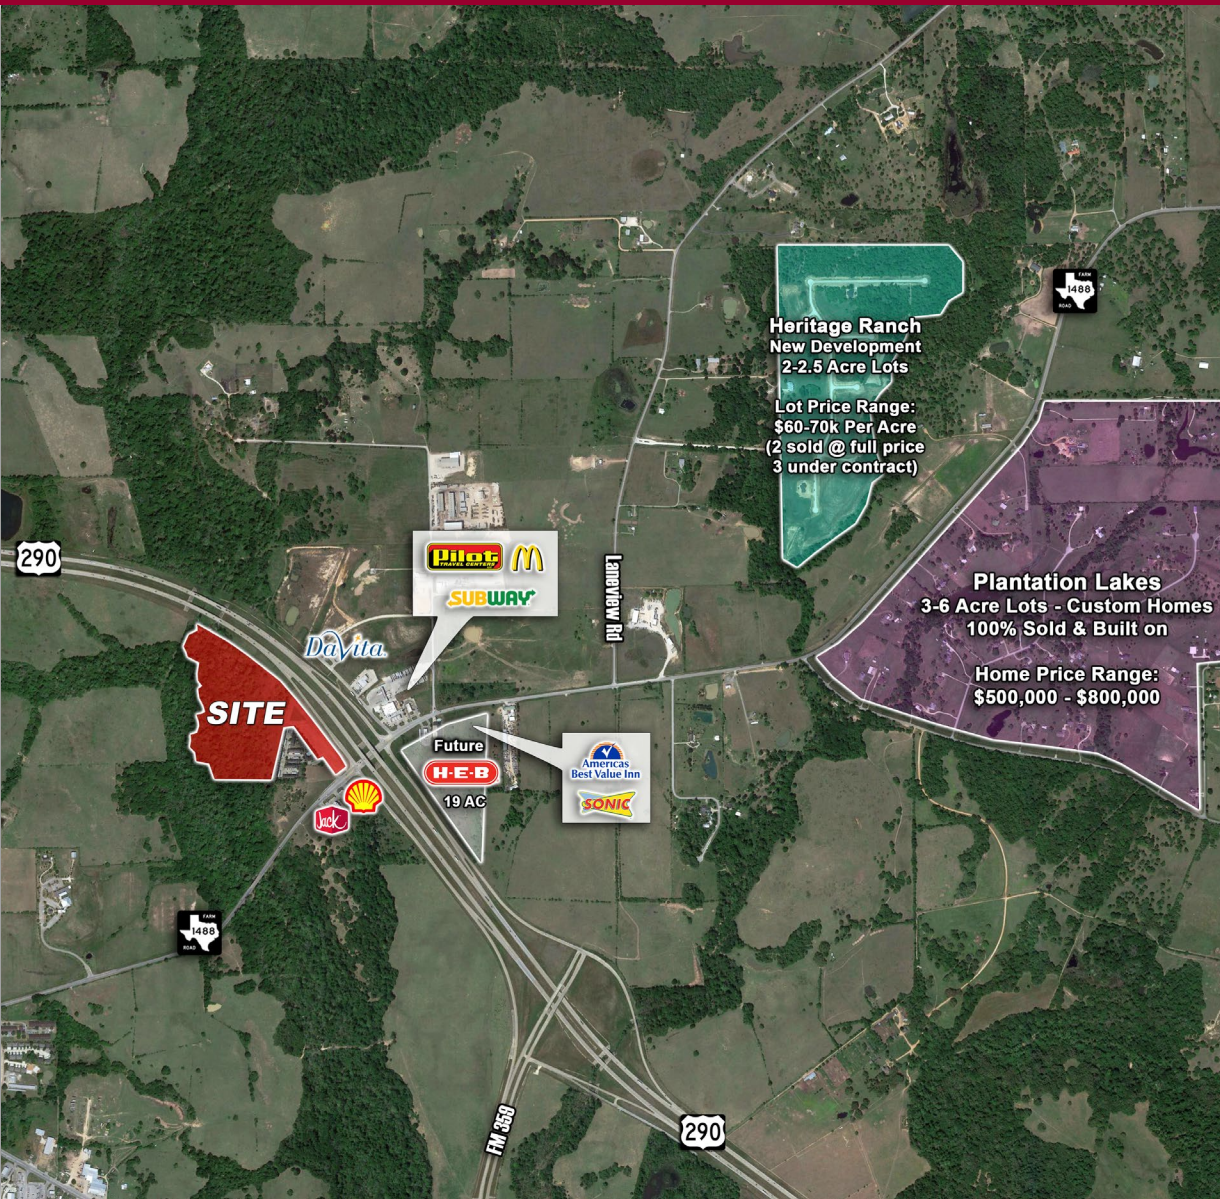 FARM
1488
ROAD
Heritage Ranch
New Development
2-2.5 Acre Lots
Lot Price Range:
$60-70k Per Acre
(2 sold @ full price
3 under contract)
290
Pilot
TRAVEL CENTERS
SUBWAY
Laneview Rd
Plantation Lakes
3-6 Acre Lots - Custom Homes
100% Sold & Built on
Home Price Range:
$500,000 - $800,000
DaVita
SITE
Future
H-E-B
19 AC
Americas
Best Value Inn
SONIC
Jack
FARM
1488
ROAD
FM 359
290